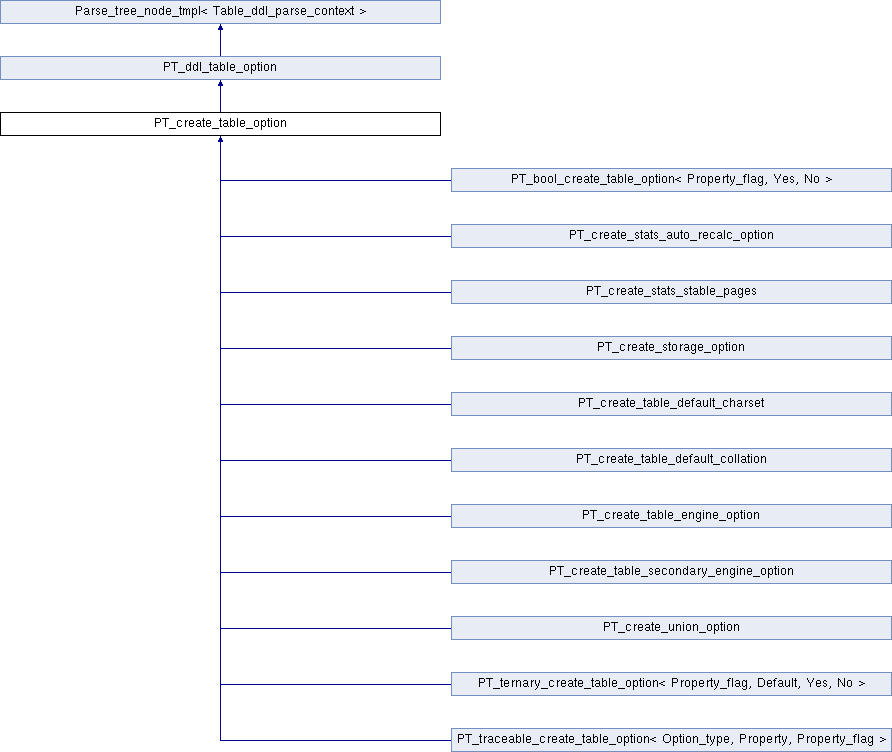 Parse_tree_node_tmpl< Table_ddl_parse_context >
PT_ddl_table_option
PT_create_table_option
PT_bool_create_table_option< Property_flag, Yes, No >
PT_create_stats_auto_recalc_option
PT_create_stats_stable_pages
PT_create_storage_option
PT_create_table_default_charset
PT_create_table_default_collation
PT_create_table_engine_option
PT_create_table_secondary_engine_option
PT_create_union_option
PT_ternary_create_table_option< Property_flag, Default, Yes, No >
PT_traceable_create_table_option< Option_type, Property, Property_flag >